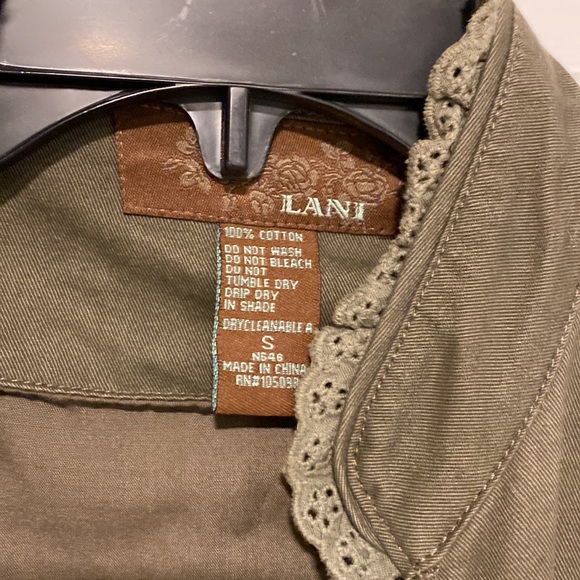 LANI
100% COTTON
DO NOT WASH
DO NOT BLEACH
DO NOT
TUMBLE DRY
DRIP DRY
IN SHADE
DRYCLEANABLE A
S
N646
MADE IN CHINA